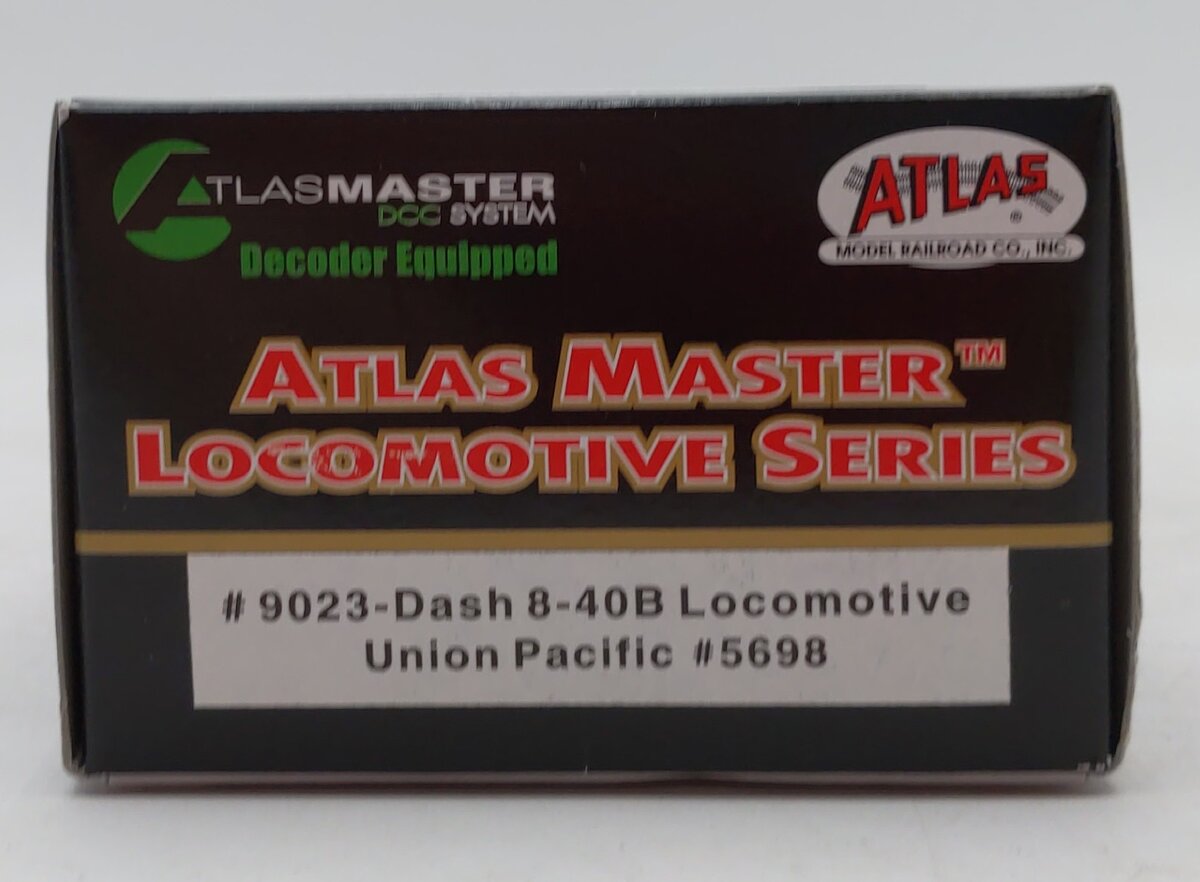 ATLASMASTER
DCC SYSTEM
Decoder Equipped
ATLAS
®
MODEL RAILROAD CO., INC.
ATLAS MASTER™
LOCOMOTIVE SERIES
# 9023-Dash 8-40B Locomotive
Union Pacific #5698